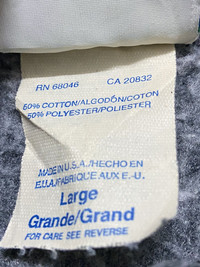 RN 68046 CA 20832
50% COTTON/ALGODÓN/COTON
50% POLYESTER/POLIESTER
MADE IN U.S.A./HECHO EN
E.U.A./FABRIQUE AUX E.-U.
Large
Grande/Grand
FOR CARE SEE REVERSE